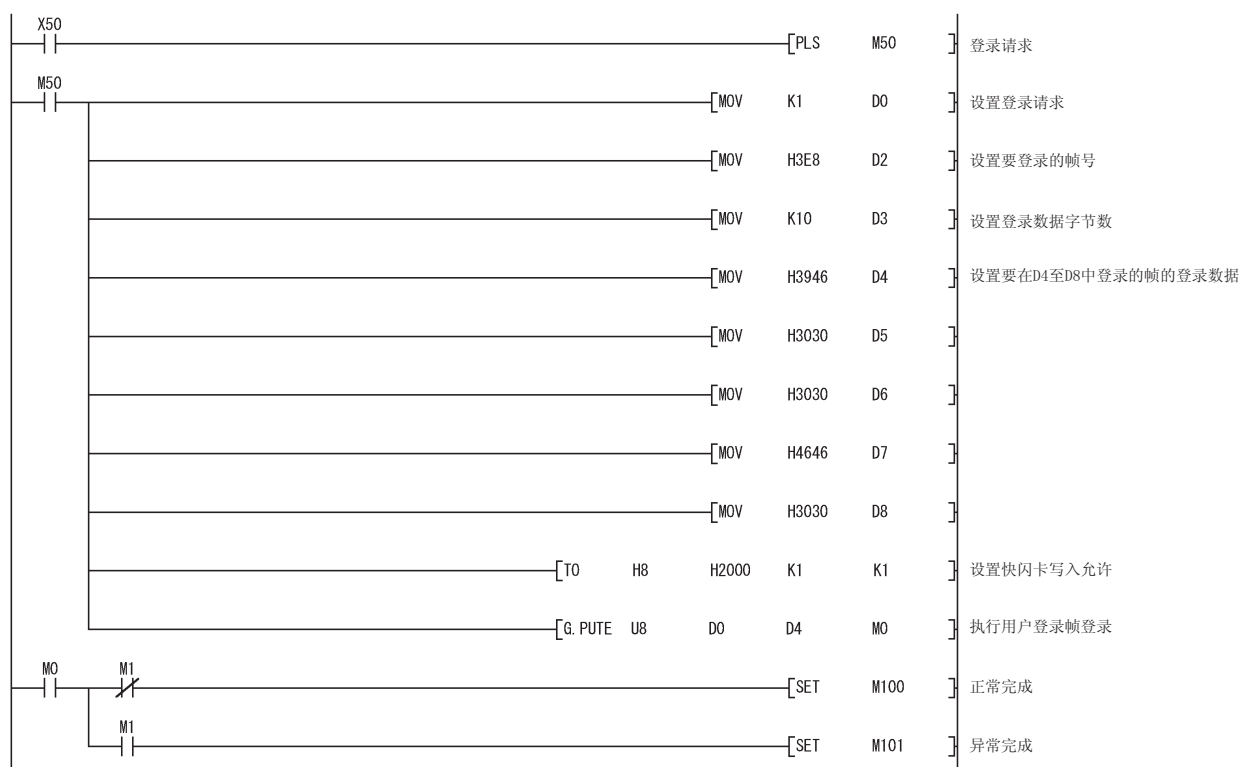 X50
PLS M50 登录请求
M50
MOV K1 D0 设置登录请求
MOV H3E8 D2 设置要登录的帧号
MOV K10 D3 设置登录数据字节数
MOV H3946 D4 设置要在D4至D8中登录的帧的登录数据
MOV H3030 D5
MOV H3030 D6
MOV H4646 D7
MOV H3030 D8
TO H8 H2000 K1 K1 设置快闪卡写入允许
G.PUTE U8 D0 D4 M0 执行用户登录帧登录
M0 M1
SET M100 正常完成
M1
SET M101 异常完成